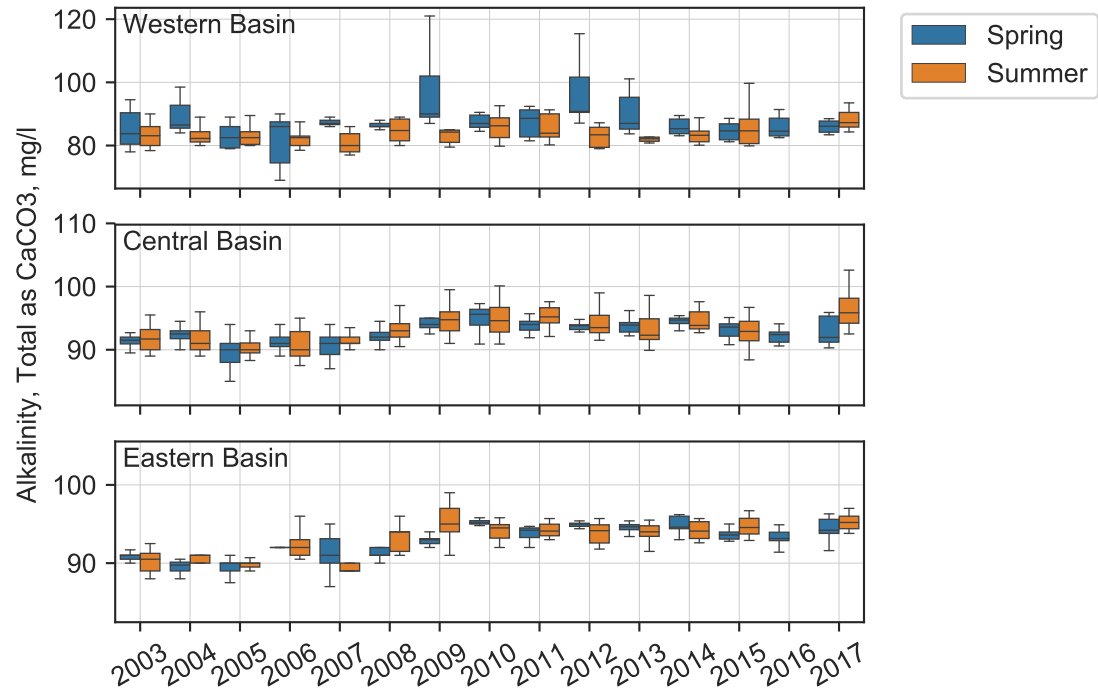 Western Basin
120
100
80
Spring
Summer
Central Basin
110
100
90
Alkalinity, Total as CaCO3, mg/l
Eastern Basin
100
90
2003 2004 2005 2006 2007 2008 2009 2010 2011 2012 2013 2014 2015 2016 2017